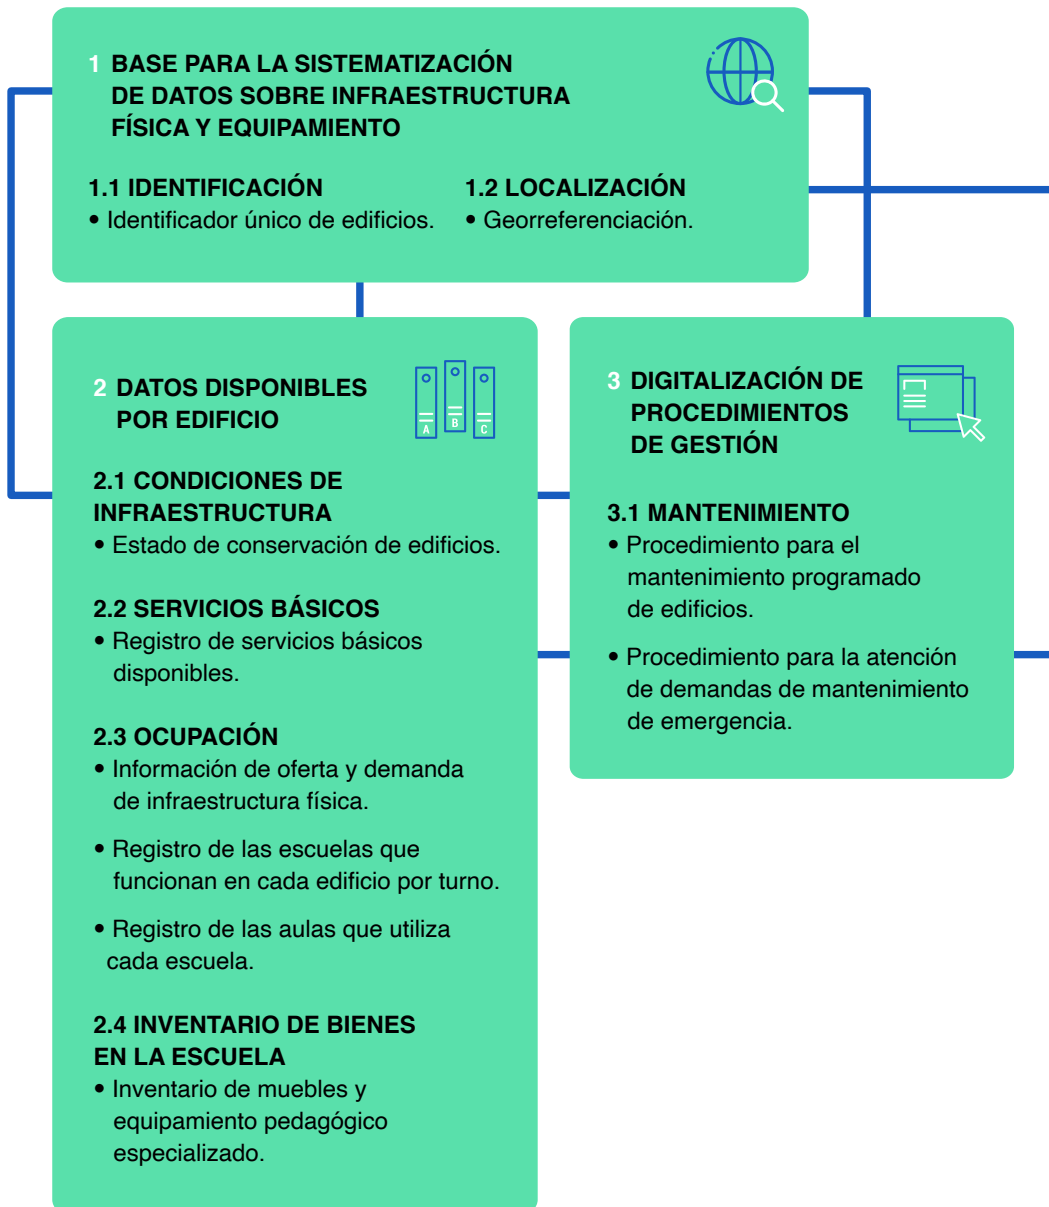 1 BASE PARA LA SISTEMATIZACIÓN
DE DATOS SOBRE INFRAESTRUCTURA
FÍSICA Y EQUIPAMIENTO
1.1 IDENTIFICACIÓN
• Identificador único de edificios.
1.2 LOCALIZACIÓN
• Georreferenciación.
2 DATOS DISPONIBLES
POR EDIFICIO
A
B
C
2.1 CONDICIONES DE
INFRAESTRUCTURA
• Estado de conservación de edificios.
2.2 SERVICIOS BÁSICOS
• Registro de servicios básicos
disponibles.
2.3 OCUPACIÓN
• Información de oferta y demanda
de infraestructura física.
• Registro de las escuelas que
funcionan en cada edificio por turno.
• Registro de las aulas que utiliza
cada escuela.
2.4 INVENTARIO DE BIENES
EN LA ESCUELA
• Inventario de muebles y
equipamiento pedagógico
especializado.
3 DIGITALIZACIÓN DE
PROCEDIMIENTOS
DE GESTIÓN
3.1 MANTENIMIENTO
• Procedimiento para el
mantenimiento programado
de edificios.
• Procedimiento para la atención
de demandas de mantenimiento
de emergencia.